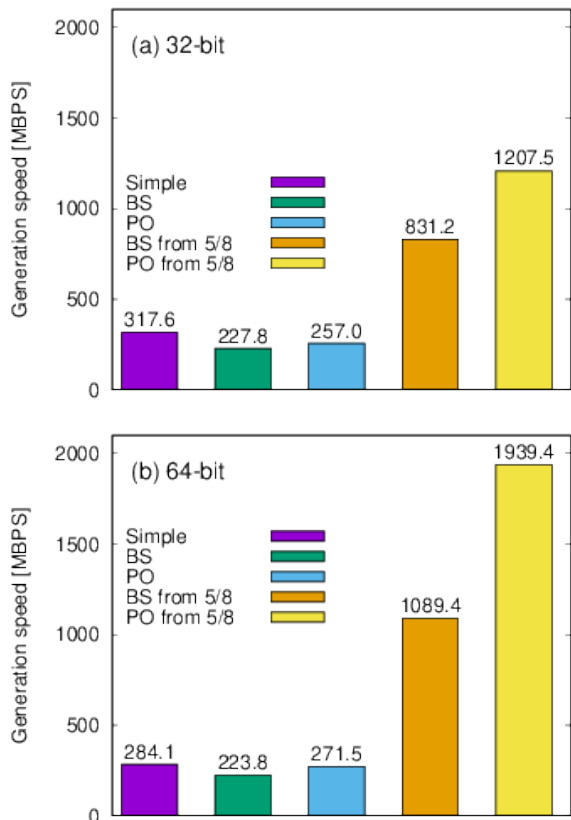 2000
(a) 32-bit
1500
Generation speed [MBPS]
1207.5
Simple
BS
1000
PO
831.2
BS from 5/8
PO from 5/8
500
317.6
227.8
257.0
0
2000
(b) 64-bit
1939.4
1500
Generation speed [MBPS]
Simple
BS
PO
BS from 5/8
1089.4
1000
PO from 5/8
500
284.1
223.8
271.5
0